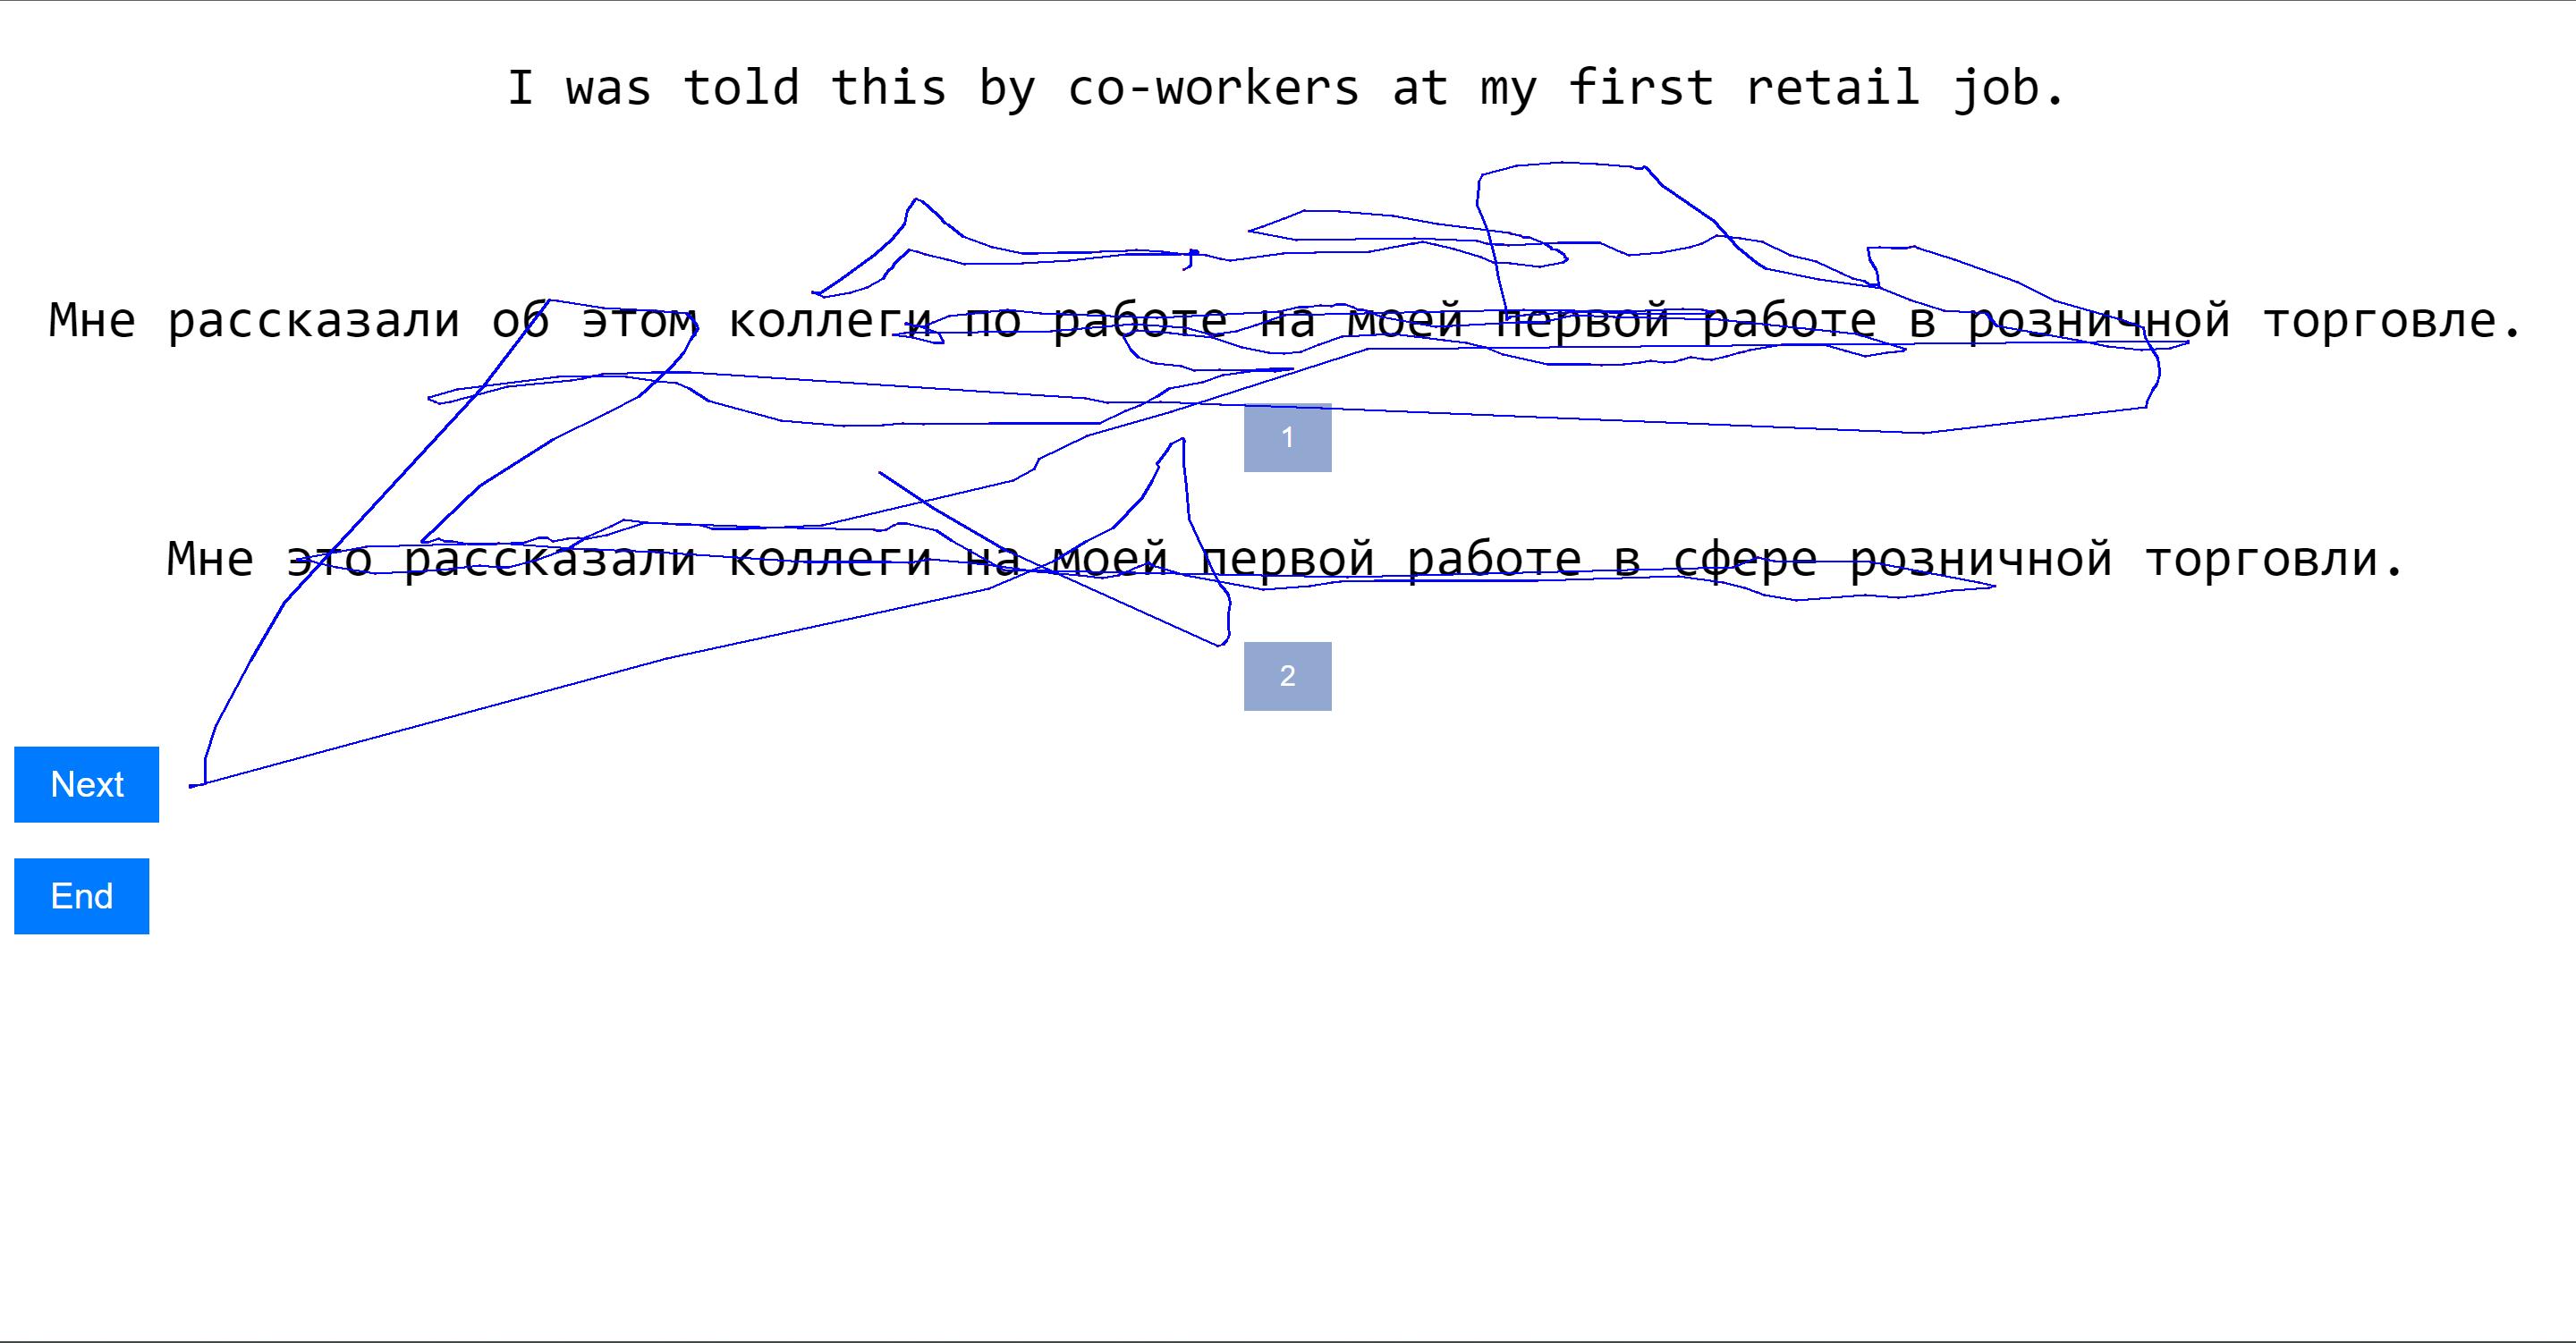 I was told this by co-workers at my first retail job.
Мне рассказали об этом коллеги по работе на моей первой работе в розничной торговле.
1
Мне это рассказали коллеги на моей первой работе в сфере розничной торговли.
2
Next
End